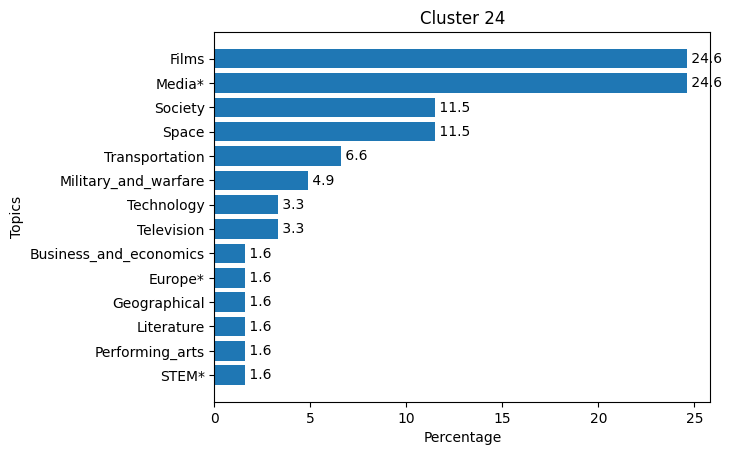 Cluster 24
Films 24.6
Media* 24.6
Society 11.5
Space 11.5
Transportation 6.6
Military_and_warfare 4.9
Technology 3.3
Television 3.3
Business_and_economics 1.6
Europe* 1.6
Geographical 1.6
Literature 1.6
Performing_arts 1.6
STEM* 1.6
Topics
0 5 10 15 20 25
Percentage